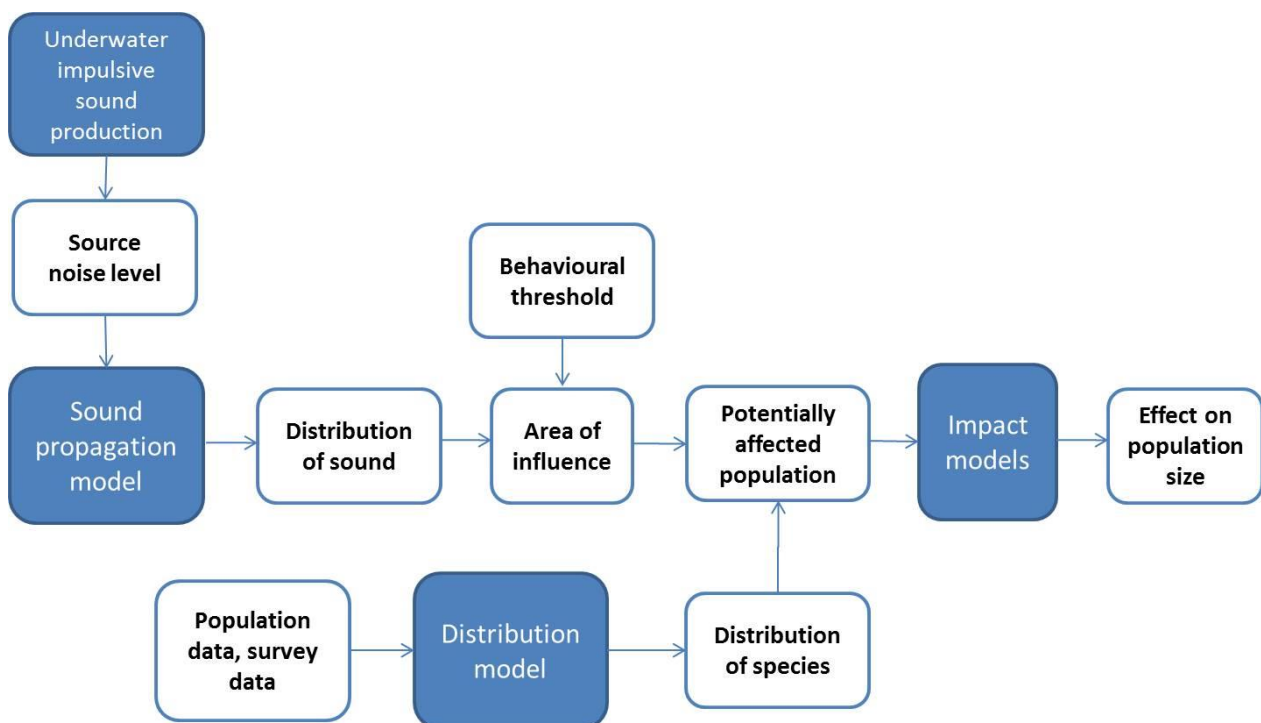 Underwater
impulsive
sound
production
Source
noise level
Behavioural
threshold
Sound
propagation
model
Distribution
of sound
Area of
influence
Potentially
affected
population
Impact
models
Effect on
population
size
Population
data, survey
data
Distribution
model
Distribution
of species